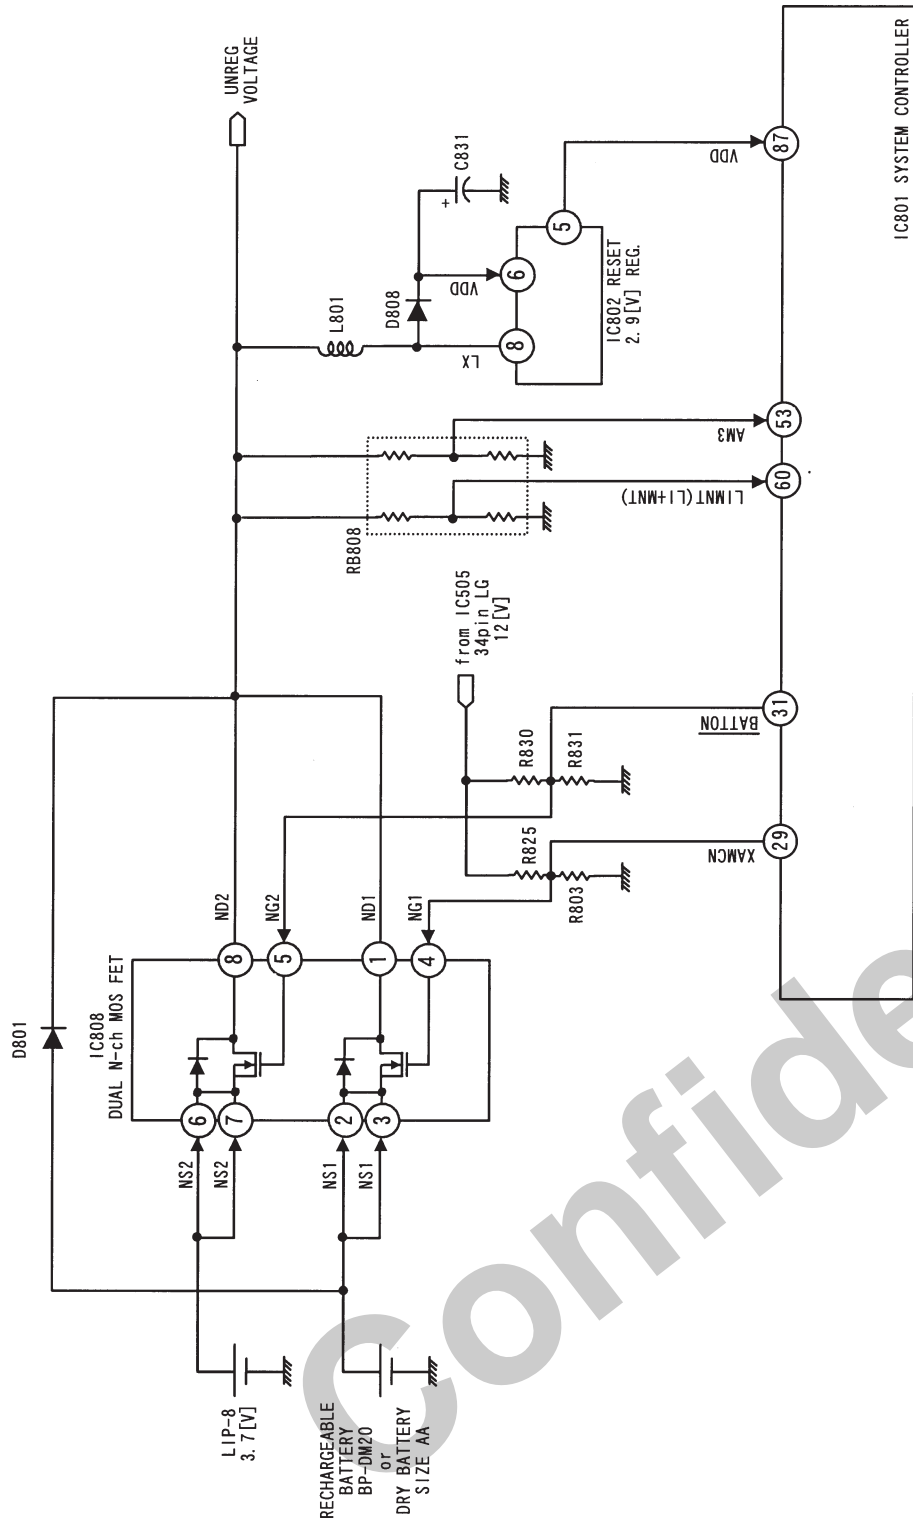 UNREG
VOLTAGE
L801
D808
C831
+
VDD
LX
6
5
8
IC802 RESET
2.9[V] REG.
VDD
87
IC801 SYSTEM CONTROLLER
RB808
AM3
53
LIMNT(LI+MNT)
60
from IC505
34pin LG
12[V]
R830
R831
BATTON
31
R825
R803
XAMCN
29
D801
IC808
DUAL N-ch MOS FET
ND2
8
NG2
5
ND1
1
NG1
4
NS2
6
NS2
7
NS1
2
NS1
3
LIP-8
3.7[V]
RECHARGEABLE
BATTERY
BP-DM20
or
DRY BATTERY
SIZE AA
Confide